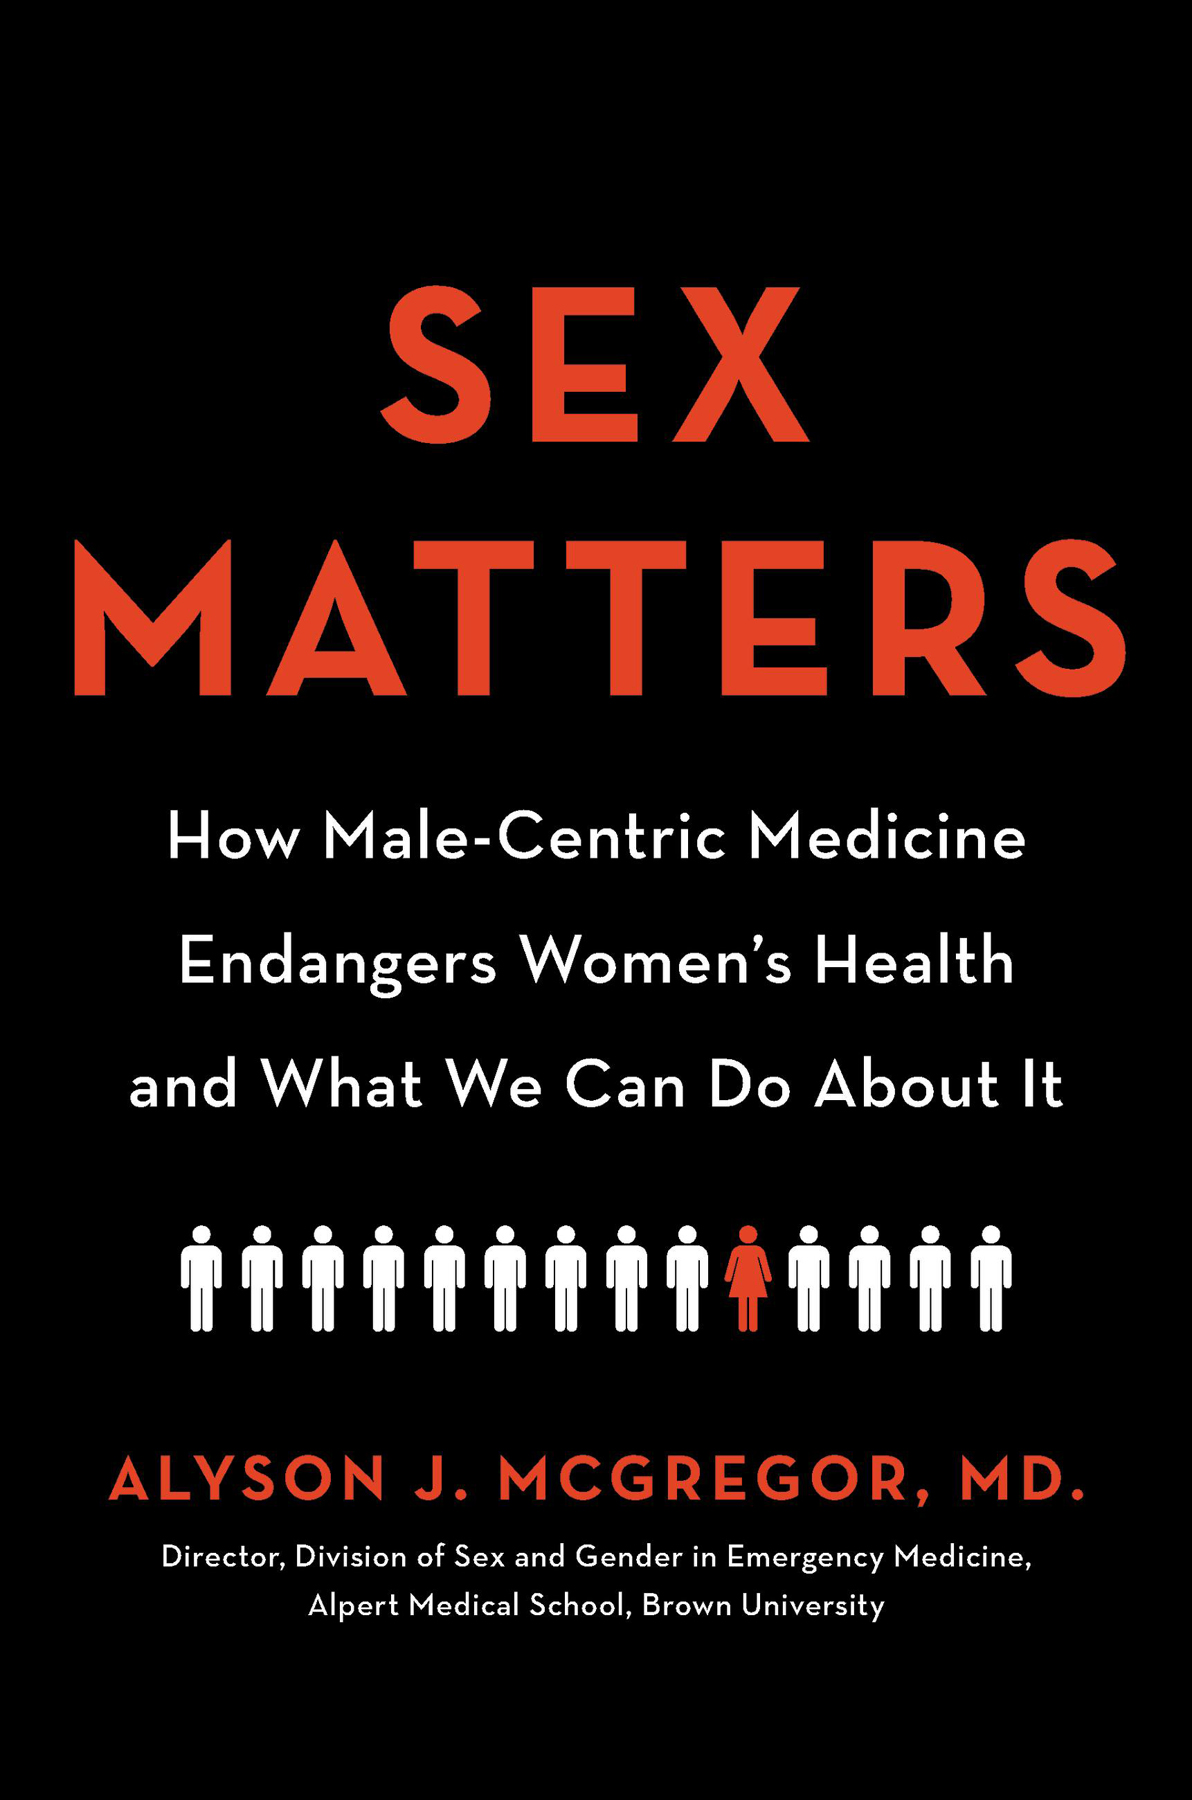 SEX
MATTERS
How Male-Centric Medicine
Endangers Women’s Health
and What We Can Do About It
ALYSON J. MCGREGOR, MD.
Director, Division of Sex and Gender in Emergency Medicine,
Alpert Medical School, Brown University